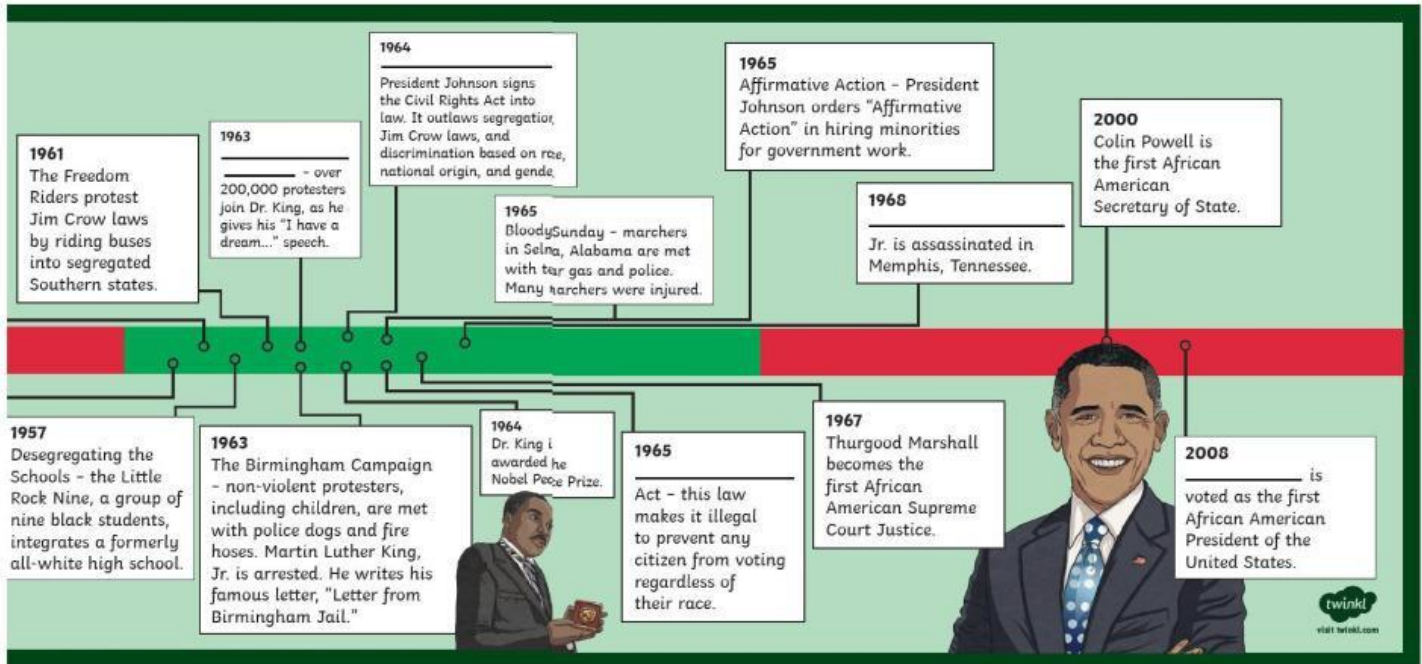 1961
The Freedom
Riders protest
Jim Crow laws
by riding buses
into segregated
Southern states.
1963
- over
200,000 protesters
join Dr. King, as he
gives his "I have a
dream..." speech.
1964
President Johnson signs
the Civil Rights Act into
law. It outlaws segregation,
Jim Crow laws, and
discrimination based on race,
national origin, and gende
1965
Bloody Sunday – marchers
in Selma, Alabama are met
with tear gas and police.
Many marchers were injured.
1965
Affirmative Action – President
Johnson orders "Affirmative
Action" in hiring minorities
for government work.
1968
Jr. is assassinated in
Memphis, Tennessee.
2000
Colin Powell is
the first African
American
Secretary of State.
1957
Desegregating the
Schools – the Little
Rock Nine, a group of
nine black students,
integrates a formerly
all-white high school.
1963
The Birmingham Campaign
– non-violent protesters,
including children, are met
with police dogs and fire
hoses. Martin Luther King,
Jr. is arrested. He writes his
famous letter, "Letter from
Birmingham Jail."
1964
Dr. King i
awarded he
Nobel Peace Prize.
1965
Act – this law
makes it illegal
to prevent any
citizen from voting
regardless of
their race.
1967
Thurgood Marshall
becomes the
first African
American Supreme
Court Justice.
2008
is
voted as the first
African American
President of the
United States.
twinkl
visit twinkl.com